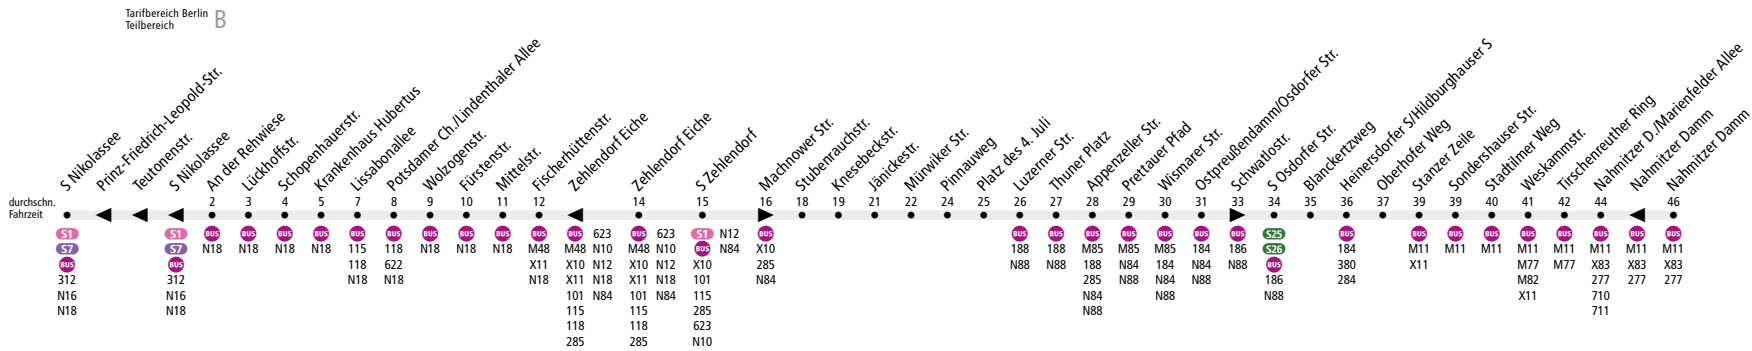 Tarifbereich Berlin
Teilbereich B
durchschn.
Fahrzeit
S Nikolassee
S1
S7
BUS
312
N16
N18
Prinz-Friedrich-Leopold-Str.
Teutonenstr.
S Nikolassee
S1
S7
BUS
312
N16
N18
An der Rehwiese
2
BUS
N18
Lückhoffstr.
3
BUS
N18
Schopenhauerstr.
4
BUS
N18
Krankenhaus Hubertus
5
BUS
N18
Lissabonallee
7
BUS
115
118
N18
Potsdamer Ch./Lindenthaler Allee
8
BUS
118
622
N18
Wolzogenstr.
9
BUS
N18
Fürstenstr.
10
BUS
N18
Mittelstr.
11
BUS
N18
Fischerhüttenstr.
12
BUS
M48
X11
N18
Zehlendorf Eiche
BUS 623
M48 N10
X10 N12
X11 N18
101 N84
115
118
285
Zehlendorf Eiche
14
BUS 623
M48 N10
X10 N12
X11 N18
101 N84
115
118
285
S Zehlendorf
15
S1 N12
BUS N84
X10
101
115
285
623
N10
Machnower Str.
16
BUS
X10
285
N84
Stubenrauchstr.
18
Knesebeckstr.
19
Jänickestr.
21
Mürwiker Str.
22
Pinnauweg
24
Platz des 4. Juli
25
Luzerner Str.
26
BUS
188
N88
Thuner Platz
27
BUS
188
N88
Appenzeller Str.
28
BUS
M85
188
285
N84
N88
Prettauer Pfad
29
BUS
M85
N84
N88
Wismarer Str.
30
BUS
M85
184
N84
N88
Ostpreußendamm/Osdorfer Str.
31
BUS
184
N84
N88
Schwatlostr.
33
BUS
186
N88
S Osdorfer Str.
34
S25
S26
BUS
186
N88
Blanckertzweg
35
Heinersdorfer S/Hildburghauser S
36
BUS
184
380
284
Oberhofer Weg
37
Stanzer Zeile
39
BUS
M11
X11
Sondershauser Str.
39
BUS
M11
Stadtilmer Weg
40
BUS
M11
Weskammstr.
41
BUS
M11
M77
M82
X11
Tirschenreuther Ring
42
BUS
M11
M77
Nahmitzer D./Marienfelder Allee
44
BUS
M11
X83
277
710
711
Nahmitzer Damm
BUS
M11
X83
277
Nahmitzer Damm
46
BUS
M11
X83
277